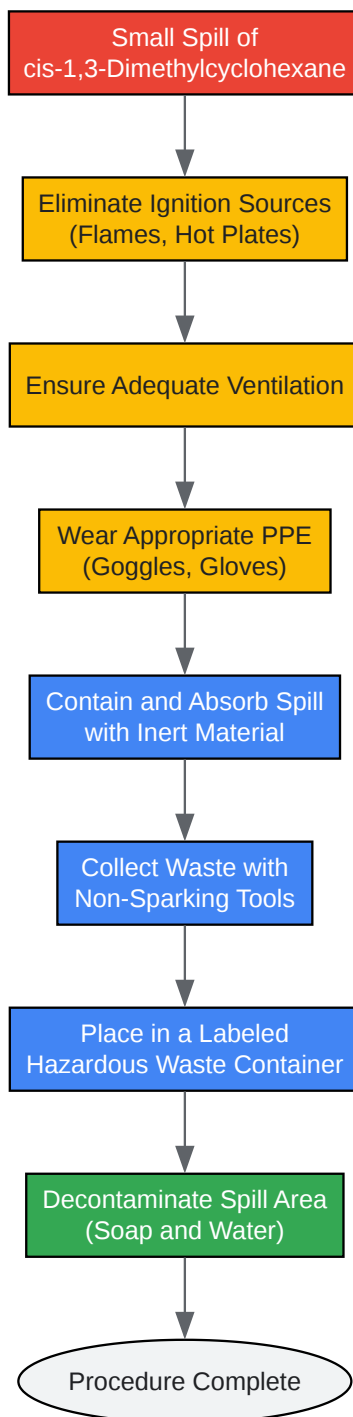 Small Spill of
cis-1,3-Dimethylcyclohexane
Eliminate Ignition Sources
(Flames, Hot Plates)
Ensure Adequate Ventilation
Wear Appropriate PPE
(Goggles, Gloves)
Contain and Absorb Spill
with Inert Material
Collect Waste with
Non-Sparking Tools
Place in a Labeled
Hazardous Waste Container
Decontaminate Spill Area
(Soap and Water)
Procedure Complete